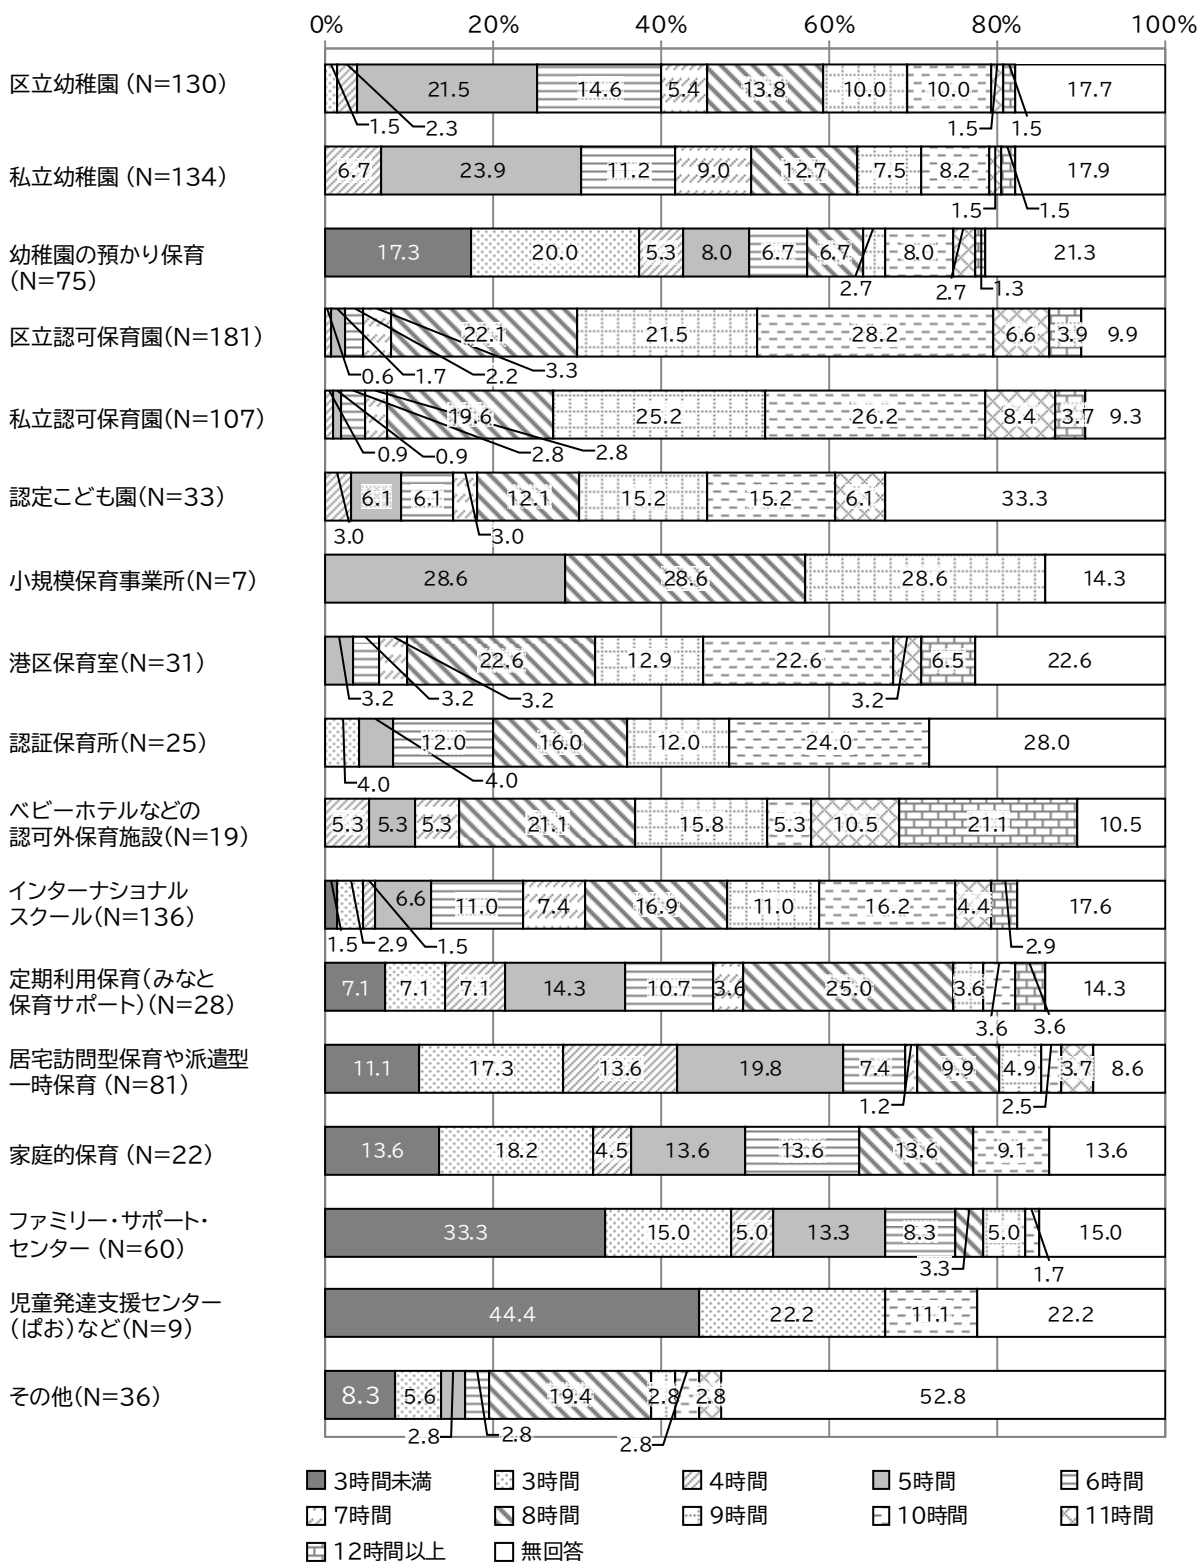 0% 20% 40% 60% 80% 100%
区立幼稚園 (N=130)
21.5 14.6 5.4 13.8 10.0 10.0 17.7
1.5 2.3 1.5 1.5
私立幼稚園 (N=134)
6.7 23.9 11.2 9.0 12.7 7.5 8.2 17.9
1.5 1.5
幼稚園の預かり保育
(N=75)
17.3 20.0 5.3 8.0 6.7 6.7 8.0 21.3
2.7 2.7 1.3
区立認可保育園(N=181)
22.1 21.5 28.2 6.6 3.9 9.9
0.6 1.7 2.2 3.3
私立認可保育園(N=107)
19.6 25.2 26.2 8.4 3.7 9.3
0.9 0.9 2.8 2.8
認定こども園(N=33)
6.1 6.1 12.1 15.2 15.2 6.1 33.3
3.0 3.0
小規模保育事業所(N=7)
28.6 28.6 28.6 14.3
港区保育室(N=31)
22.6 12.9 22.6 6.5 22.6
3.2 3.2 3.2 3.2
認証保育所(N=25)
12.0 16.0 12.0 24.0 28.0
4.0 4.0
ベビーホテルなどの
認可外保育施設(N=19)
5.3 5.3 5.3 21.1 15.8 5.3 10.5 21.1 10.5
インターナショナル
スクール(N=136)
6.6 11.0 7.4 16.9 11.0 16.2 4.4 17.6
1.5 2.9 1.5 2.9
定期利用保育(みなと
保育サポート)(N=28)
7.1 7.1 7.1 14.3 10.7 3.6 25.0 3.6 14.3
3.6 3.6
居宅訪問型保育や派遣型
一時保育 (N=81)
11.1 17.3 13.6 19.8 7.4 9.9 4.9 3.7 8.6
1.2 2.5
家庭的保育 (N=22)
13.6 18.2 4.5 13.6 13.6 13.6 9.1 13.6
ファミリー・サポート・
センター (N=60)
33.3 15.0 5.0 13.3 8.3 5.0 15.0
3.3 1.7
児童発達支援センター
(ぱお)など(N=9)
44.4 22.2 11.1 22.2
その他(N=36)
8.3 5.6 19.4 2.8 2.8 52.8
2.8 2.8 2.8
3時間未満 3時間 4時間 5時間 6時間
7時間 8時間 9時間 10時間 11時間
12時間以上 無回答